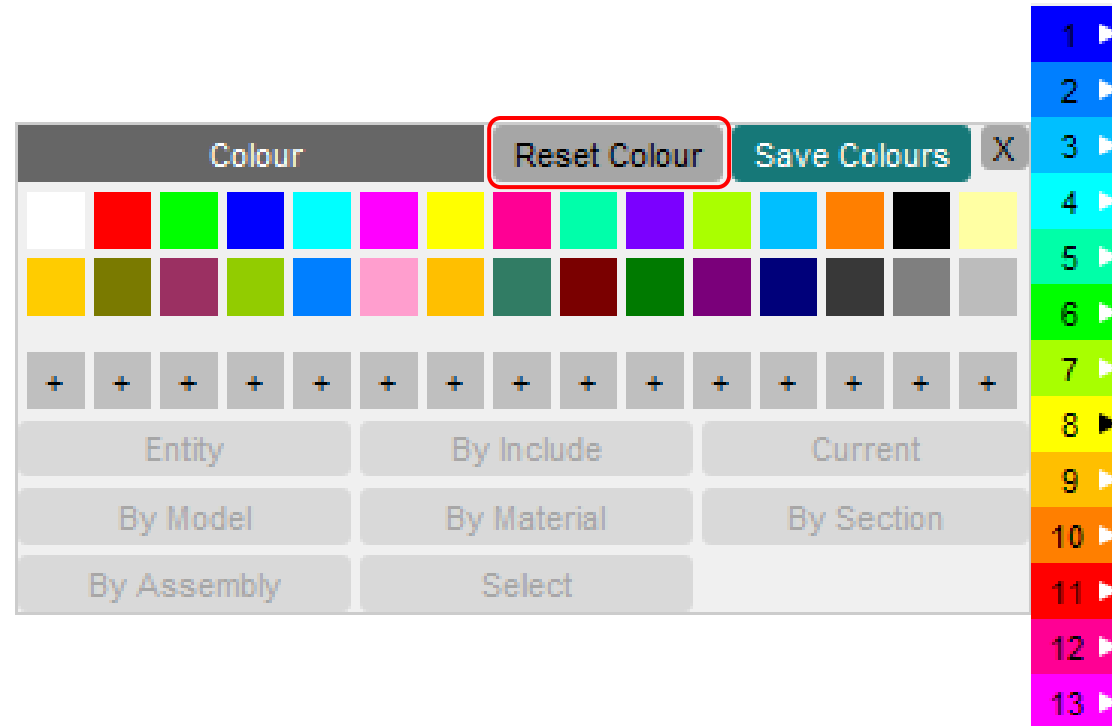 Colour Reset Colour Save Colours X
+ + + + + + + + + + + + + + +
Entity By Include Current
By Model By Material By Section
By Assembly Select
1
2
3
4
5
6
7
8
9
10
11
12
13